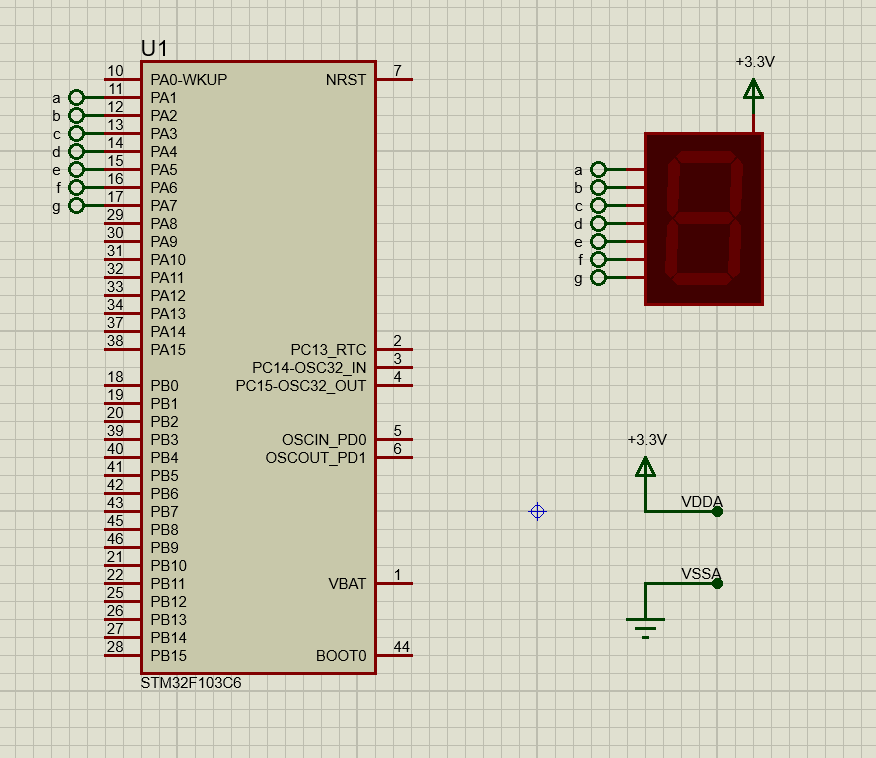 U1
10 PA0-WKUP NRST 7
a 11 PA1
b 12 PA2
c 13 PA3
d 14 PA4
e 15 PA5
f 16 PA6
g 17 PA7
29 PA8
30 PA9
31 PA10
32 PA11
33 PA12
34 PA13
37 PA14
38 PA15 PC13_RTC 2
PC14-OSC32_IN 3
18 PB0 PC15-OSC32_OUT 4
19 PB1
20 PB2
39 PB3 OSCIN_PD0 5
40 PB4 OSCOUT_PD1 6
41 PB5
42 PB6
43 PB7
45 PB8
46 PB9
21 PB10
22 PB11 VBAT 1
25 PB12
26 PB13
27 PB14
28 PB15 BOOT0 44
STM32F103C6
+3.3V
a
b
c
d
e
f
g
+3.3V
VDDA
VSSA